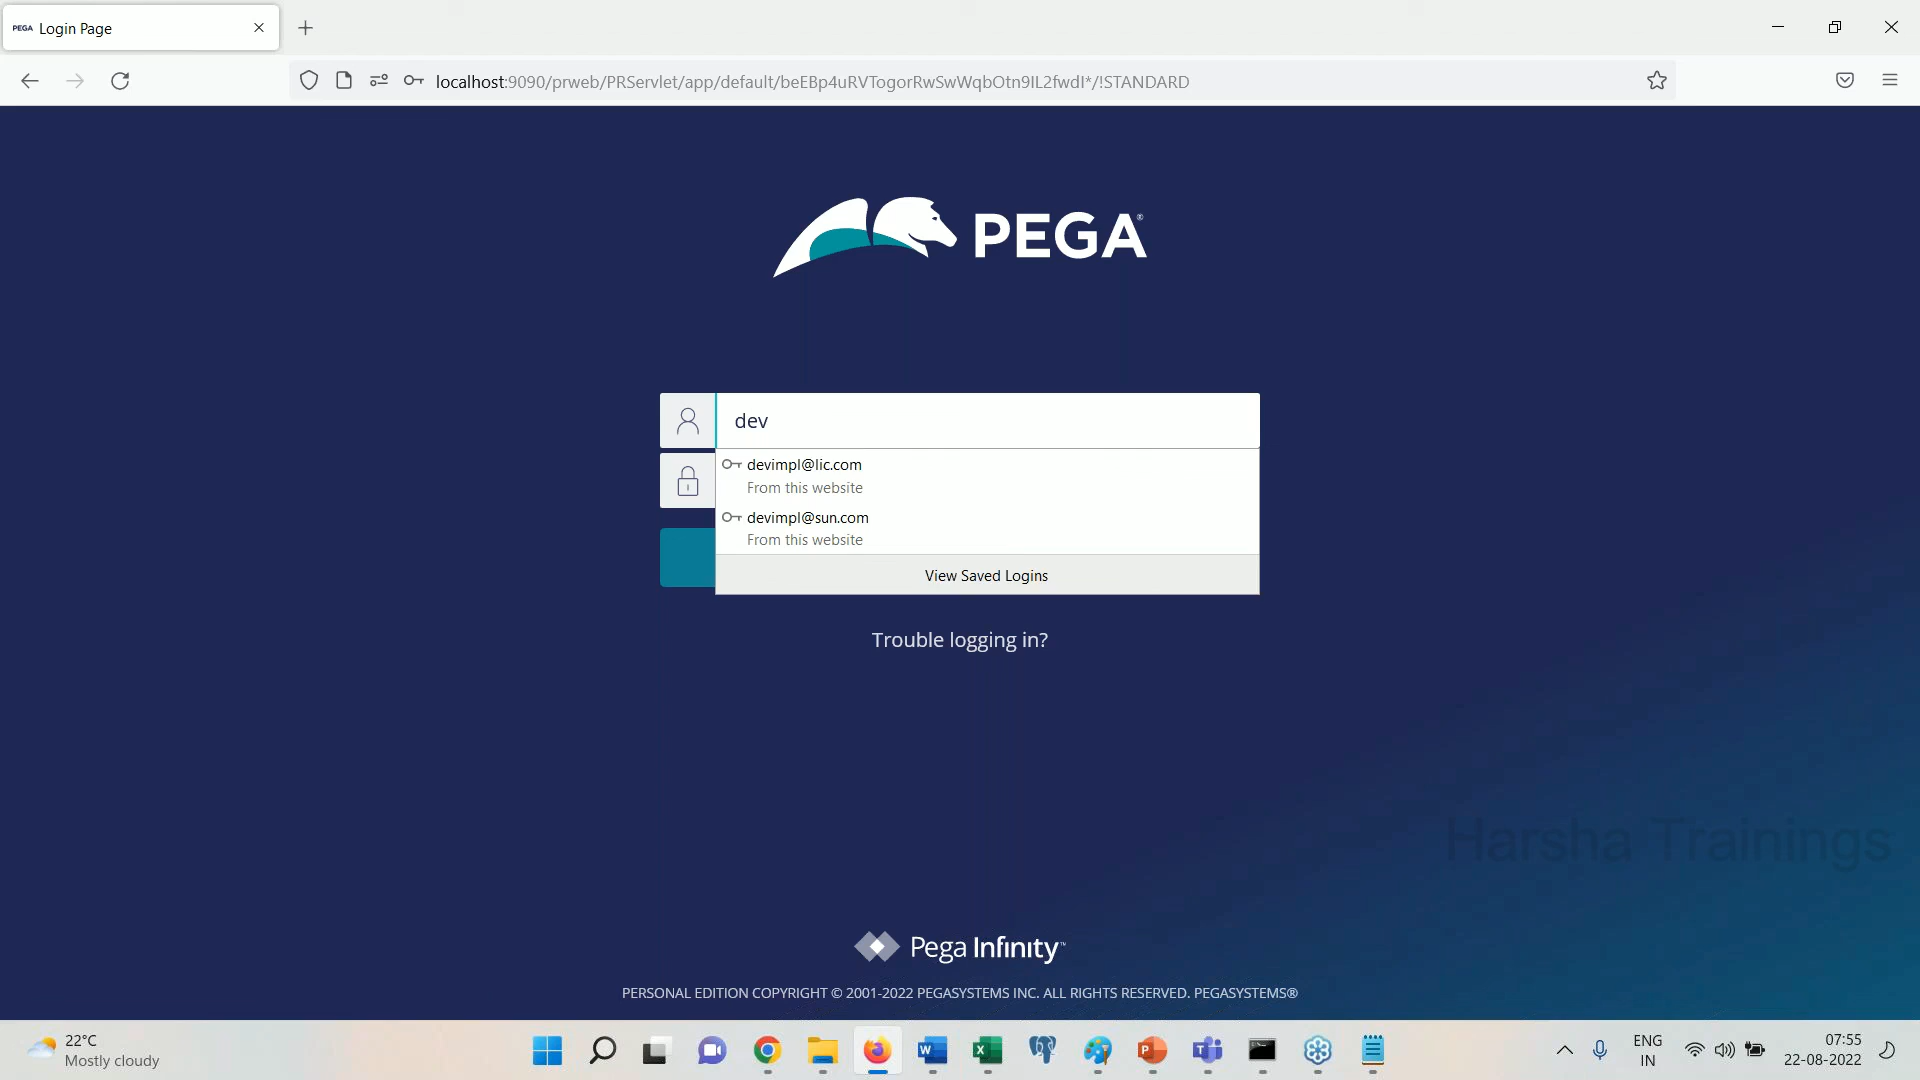 PEGA Login Page
localhost:9090/prweb/PRServlet/app/default/beEBp4uRVTogorRwSwWqbOtn9IL2fwdI*/!STANDARD
PEGA®
dev
devimpl@lic.com
From this website
devimpl@sun.com
From this website
View Saved Logins
Trouble logging in?
Harsha Trainings
Pega Infinity™
PERSONAL EDITION COPYRIGHT © 2001-2022 PEGASYSTEMS INC. ALL RIGHTS RESERVED. PEGASYSTEMS®
22°C
Mostly cloudy
ENG
IN
07:55
22-08-2022